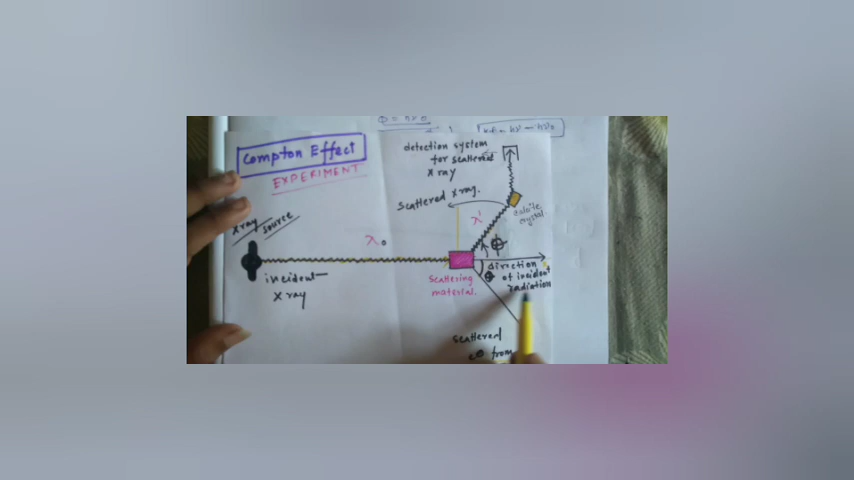 Compton Effect
EXPERIMENT
detection system
for scattered
x ray
scattered x ray.
calcite
crystal
x ray
source
λ₀
λ'
ϕ
incident
x ray
scattering
material.
θ
direction
of incident
radiation
scattered
e⊖ from